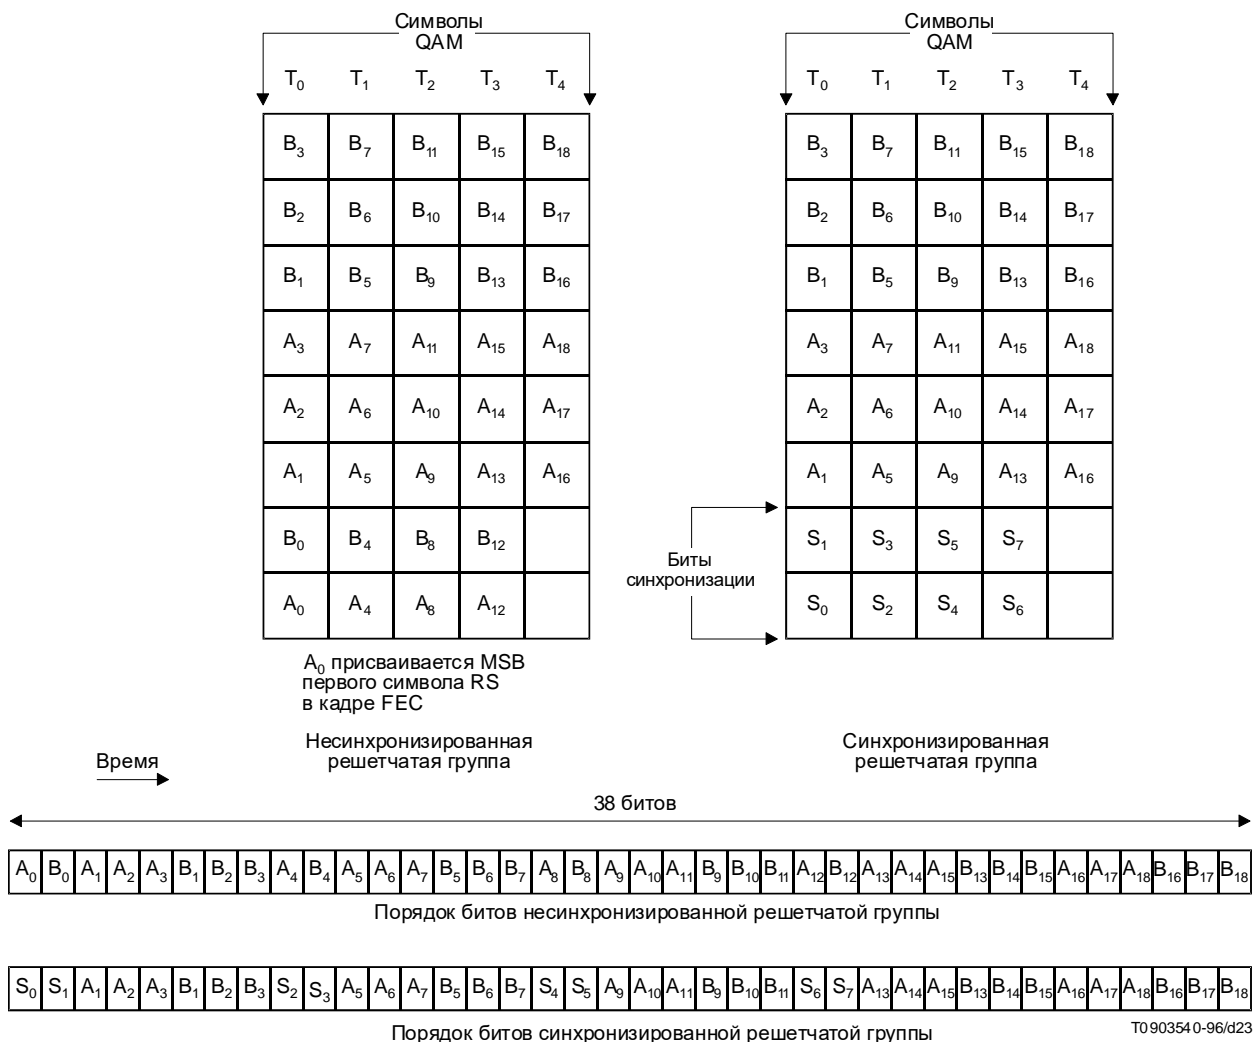 Символы QAM
Символы QAM
T0 T1 T2 T3 T4
T0 T1 T2 T3 T4
B3 B7 B11 B15 B18
B2 B6 B10 B14 B17
B1 B5 B9 B13 B16
A3 A7 A11 A15 A18
A2 A6 A10 A14 A17
A1 A5 A9 A13 A16
B0 B4 B8 B12
A0 A4 A8 A12
B3 B7 B11 B15 B18
B2 B6 B10 B14 B17
B1 B5 B9 B13 B16
A3 A7 A11 A15 A18
A2 A6 A10 A14 A17
A1 A5 A9 A13 A16
S1 S3 S5 S7
S0 S2 S4 S6
Биты
синхронизации
A0 присваивается MSB
первого символа RS
в кадре FEC
Несинхронизированная
решетчатая группа
Синхронизированная
решетчатая группа
Время
38 битов
A0 B0 A1 A2 A3 B1 B2 B3 A4 B4 A5 A6 A7 B5 B6 B7 A8 B8 A9 A10 A11 B9 B10 B11 A12 B12 A13 A14 A15 B13 B14 B15 A16 A17 A18 B16 B17 B18
Порядок битов несинхронизированной решетчатой группы
S0 S1 A1 A2 A3 B1 B2 B3 S2 S3 A5 A6 A7 B5 B6 B7 S4 S5 A9 A10 A11 B9 B10 B11 S6 S7 A13 A14 A15 B13 B14 B15 A16 A17 A18 B16 B17 B18
Порядок битов синхронизированной решетчатой группы
T0903540-96/d23